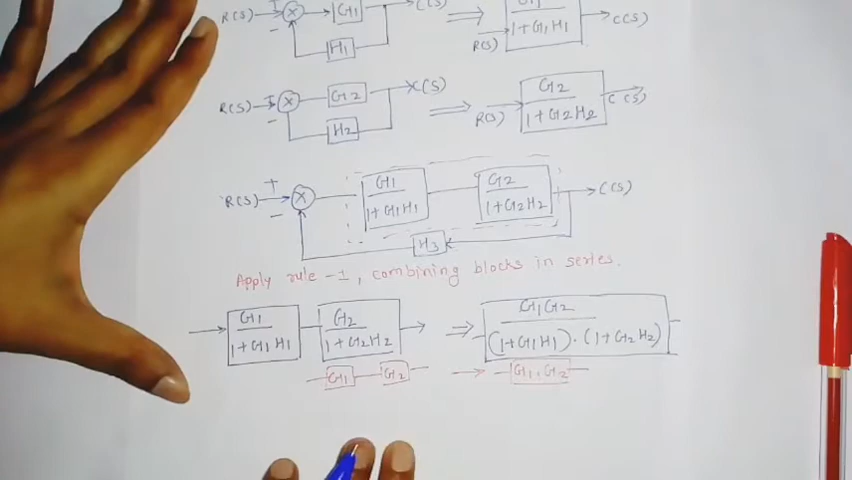 R(S) + G1 C(S) ⟹ 1+G1H1 C(S)
- H1 R(S)
R(S) + G2 C(S) ⟹ R(S) G2 / 1+G2H2 C(S)
- H2
R(S) + G1 / 1+G1H1 G2 / 1+G2H2 C(S)
- H3
Apply rule -1, combining blocks in series.
G1 / 1+G1H1 G2 / 1+G2H2 ⟹ G1G2 / (1+G1H1).(1+G2H2)
G1 G2 → G1.G2